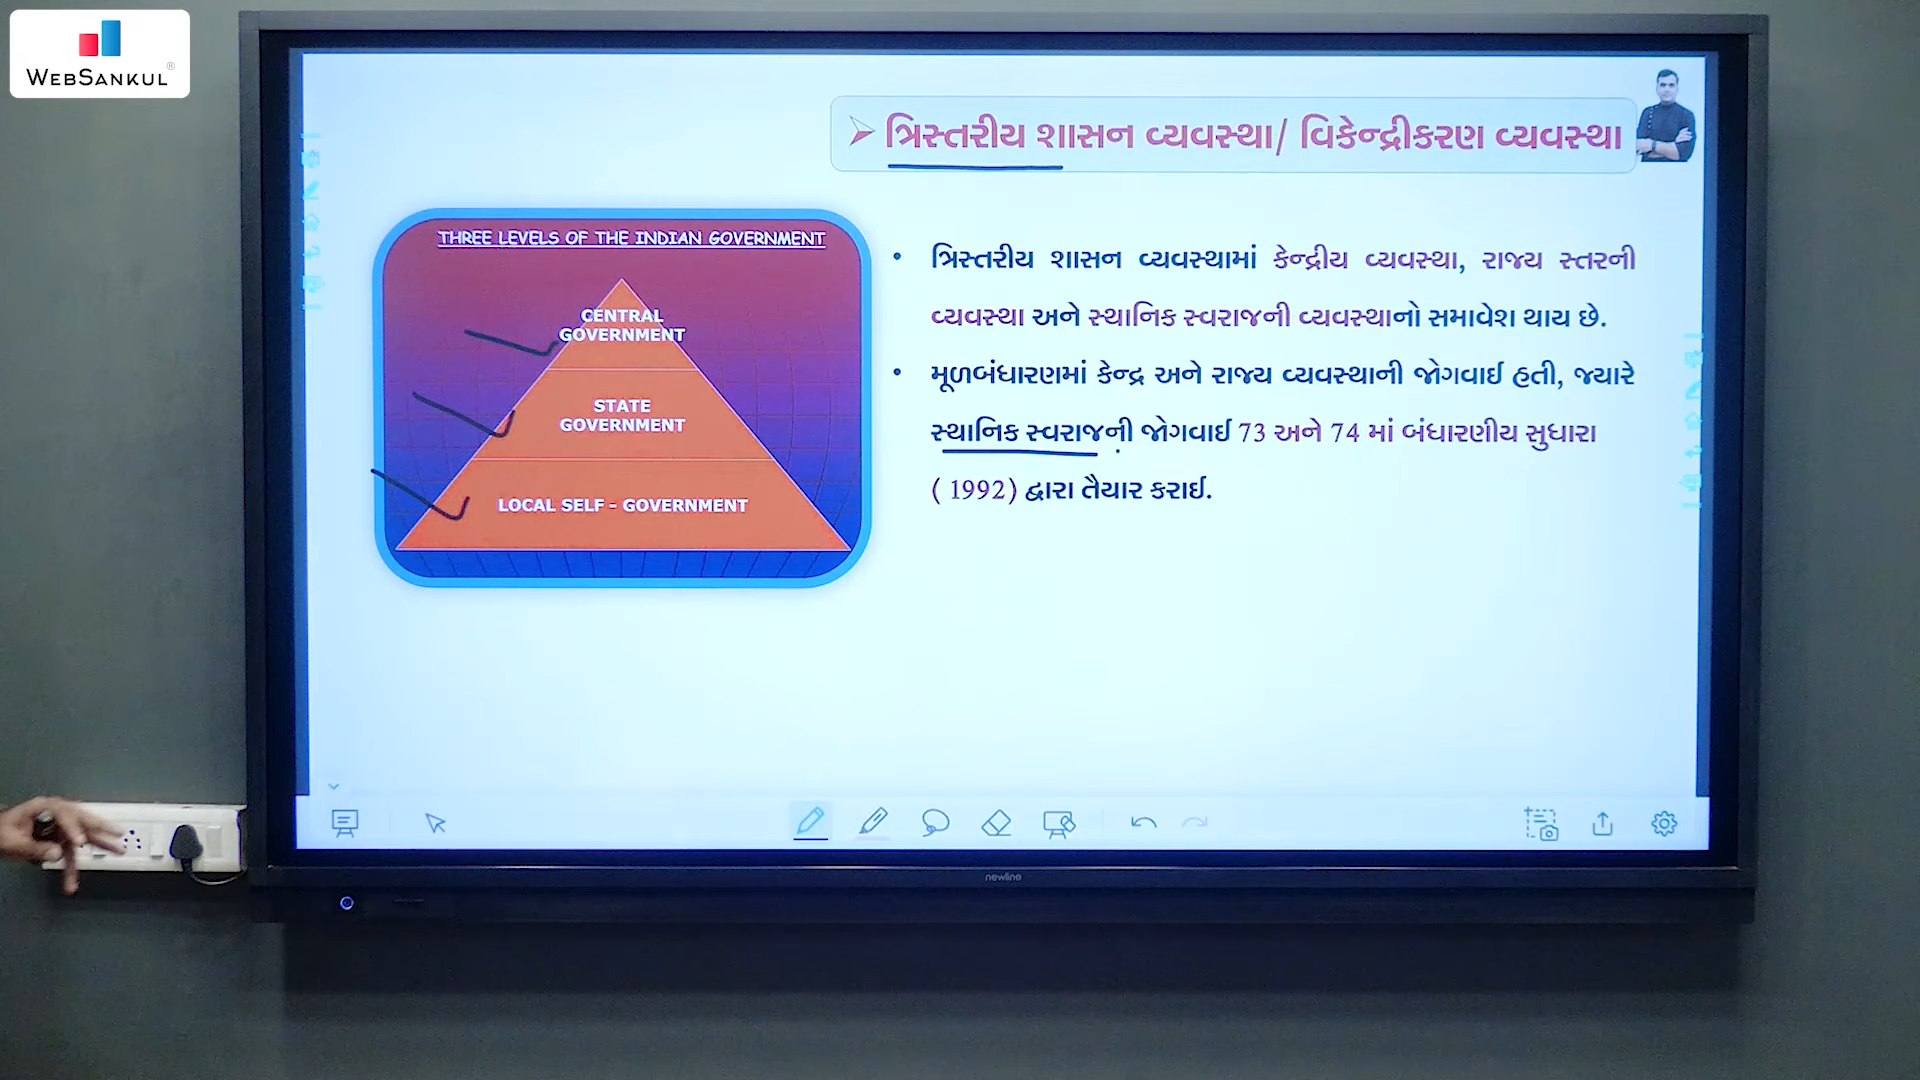 WEBSANKUL
➢ ત્રિસ્તરીય શાસન વ્યવસ્થા/ વિકેન્દ્રીકરણ વ્યવસ્થા
THREE LEVELS OF THE INDIAN GOVERNMENT
CENTRAL
GOVERNMENT
STATE
GOVERNMENT
LOCAL SELF - GOVERNMENT
• ત્રિસ્તરીય શાસન વ્યવસ્થામાં કેન્દ્રીય વ્યવસ્થા, રાજ્ય સ્તરની
વ્યવસ્થા અને સ્થાનિક સ્વરાજની વ્યવસ્થાનો સમાવેશ થાય છે.
• મૂળબંધારણમાં કેન્દ્ર અને રાજ્ય વ્યવસ્થાની જોગવાઈ હતી, જ્યારે
સ્થાનિક સ્વરાજની જોગવાઈ 73 અને 74 માં બંધારણીય સુધારા
( 1992) દ્વારા તૈયાર કરાઈ.
newline